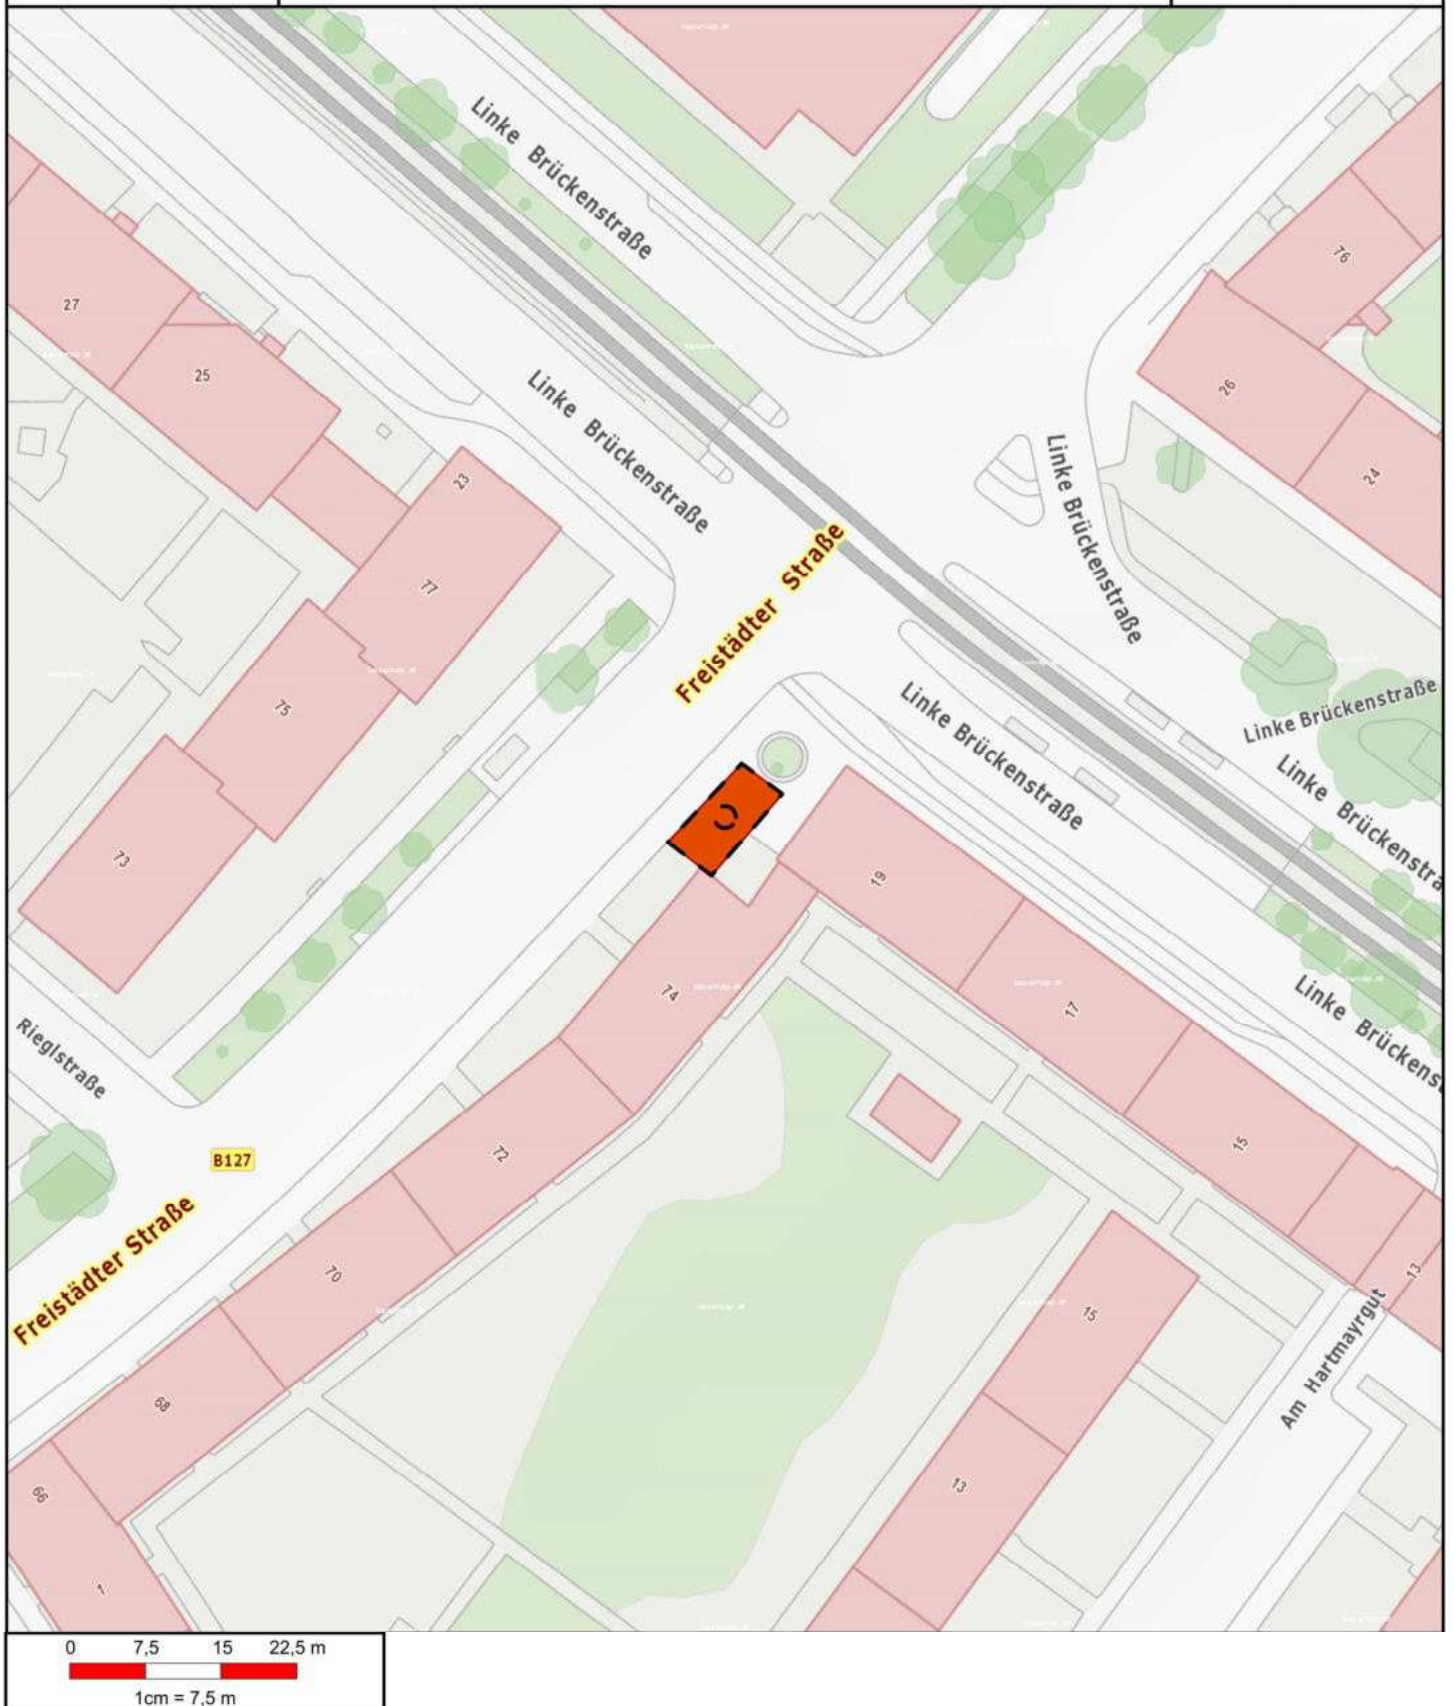 Linke Brückenstraße
76
27
25
Linke Brückenstraße
26
24
23
Linke Brückenstraße
77
Freistädter Straße
75
Linke Brückenstraße
Linke Brückenstraße
Linke Brückenstra
73
19
74
17
Linke Brückens
Rieglstraße
72
15
B127
Freistädter Straße
70
13
15
Am Hartmayrgut
68
13
66
1
0 7,5 15 22,5 m
1cm = 7,5 m